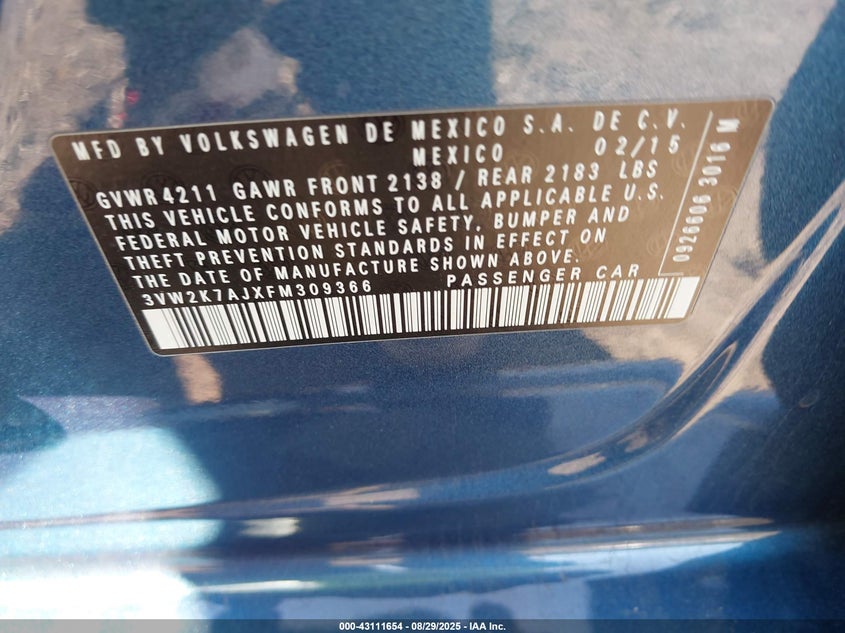 MFD BY VOLKSWAGEN DE MEXICO S.A. DE C.V.
MEXICO 02/15
GVWR 4211 GAWR FRONT 2138 / REAR 2183 LBS
THIS VEHICLE CONFORMS TO ALL APPLICABLE U.S.
FEDERAL MOTOR VEHICLE SAFETY, BUMPER AND
THEFT PREVENTION STANDARDS IN EFFECT ON
THE DATE OF MANUFACTURE SHOWN ABOVE.
3VW2K7AJXFM309366 PASSENGER CAR
0926606 3016 M
000-43111654 - 08/29/2025 - IAA Inc.